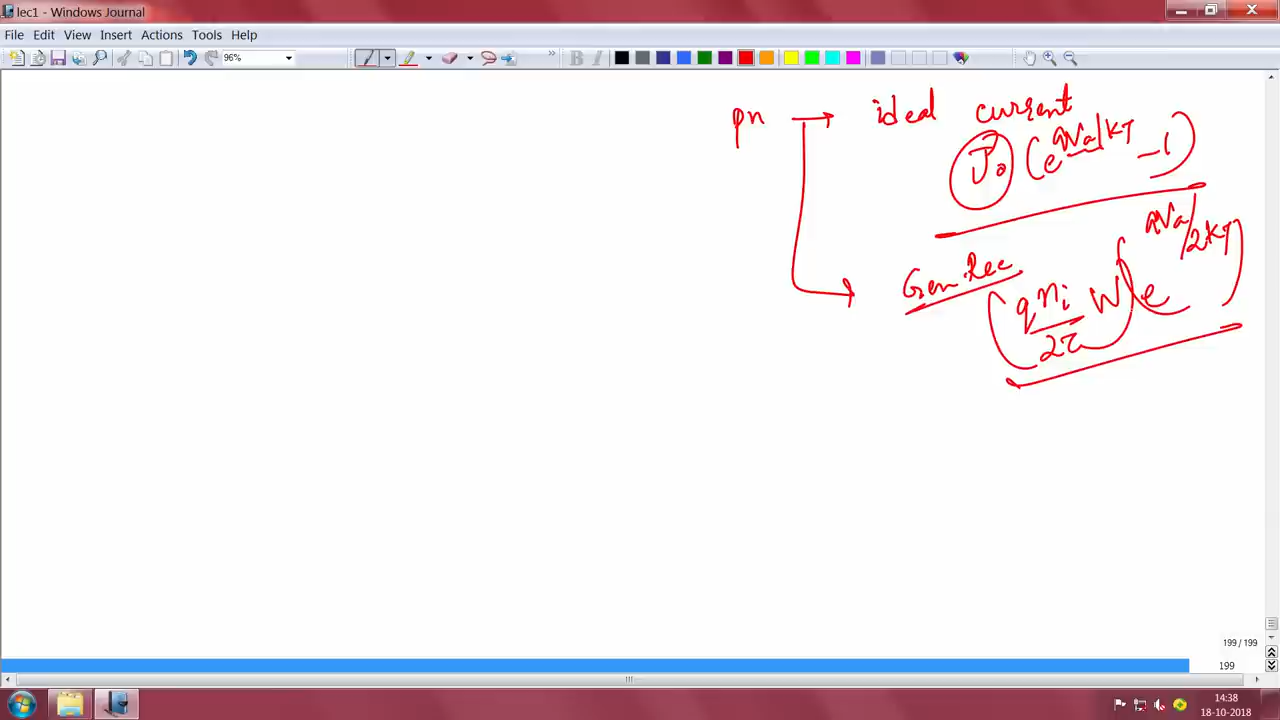 lec1 - Windows Journal
File Edit View Insert Actions Tools Help
96%
pn → ideal current
J₀ (e^{qVa/kT} - 1)
Gen. Rec
(q nᵢ / 2τ W) (e^{qVa/2kT})
199 / 199
199
14:38
18-10-2018